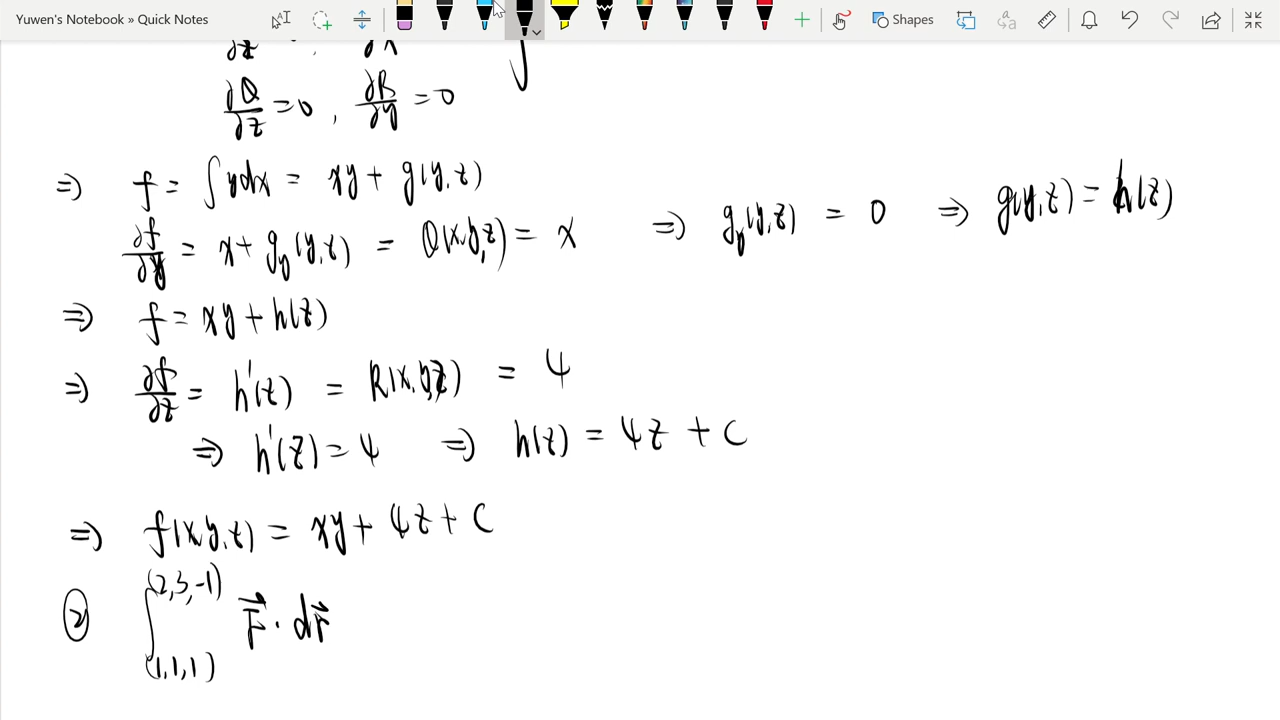 Yuwen's Notebook » Quick Notes
Shapes
∂Q/∂z = 0 , ∂R/∂y = 0
⇒ f = ∫ydx = xy + g(y,z)
∂f/∂y = x + g_y(y,z) = Q(x,y,z) = x ⇒ g_y(y,z) = 0 ⇒ g(y,z) = h(z)
⇒ f = xy + h(z)
⇒ ∂f/∂z = h'(z) = R(x,y,z) = 4
⇒ h'(z) = 4 ⇒ h(z) = 4z + C
⇒ f(x,y,z) = xy + 4z + C
② ∫_(1,1,1)^(2,3,-1) F⃗ · dr⃗